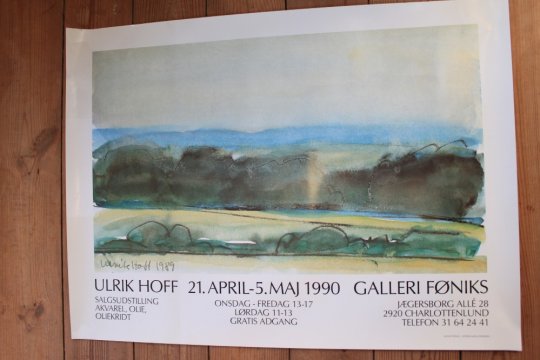 Ulrik Hoff 1989
ULRIK HOFF 21. APRIL-5. MAJ 1990 GALLERI FØNIKS
SALGSUDSTILLING
AKVAREL, OLIE,
OLIEKRIDT
ONSDAG - FREDAG 13-17
LØRDAG 11-13
GRATIS ADGANG
JÆGERSBORG ALLÉ 28
2920 CHARLOTTENLUND
TELEFON 31 64 24 41